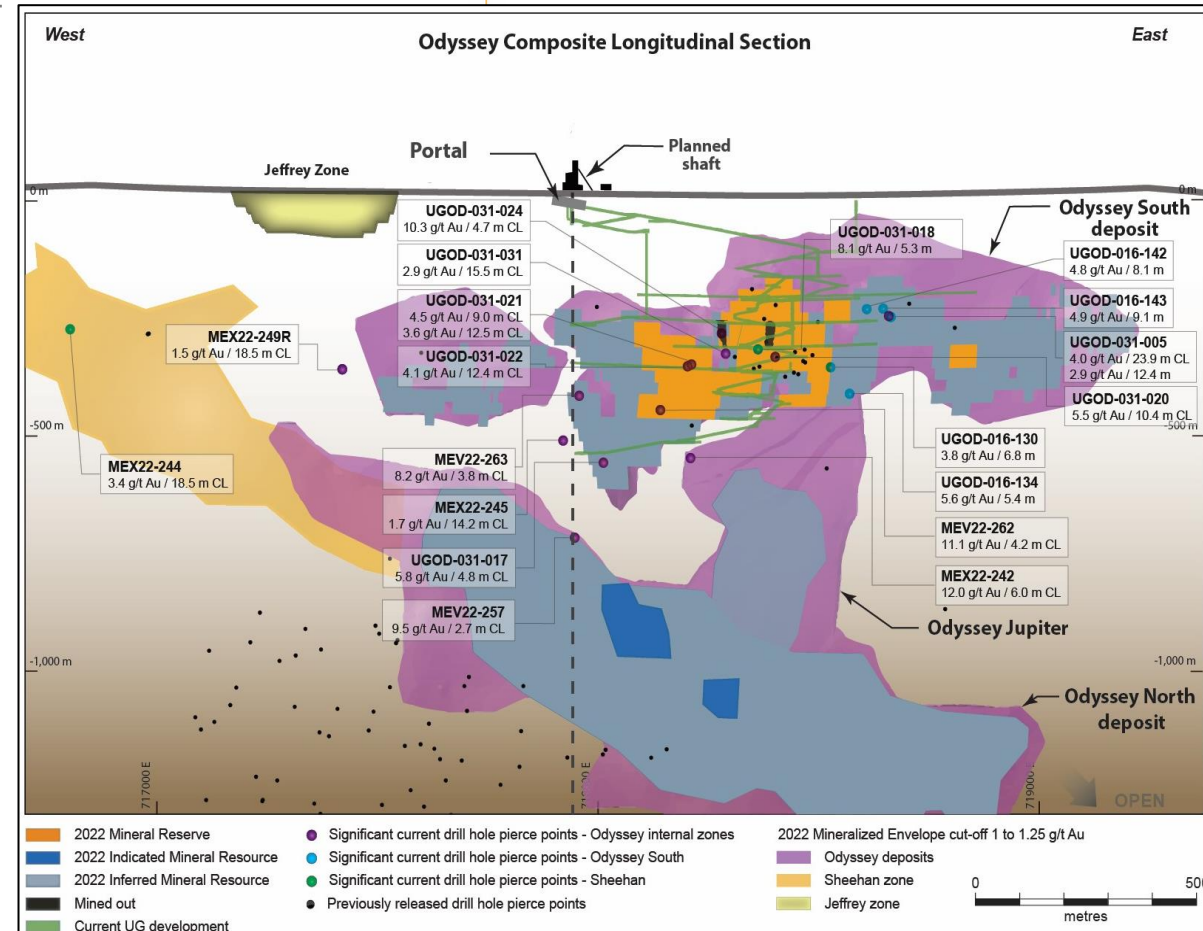 West
East
Odyssey Composite Longitudinal Section
Portal
Planned
shaft
Jeffrey Zone
0 m
0 m
UGOD-031-024
10.3 g/t Au / 4.7 m CL
UGOD-031-031
2.9 g/t Au / 15.5 m CL
UGOD-031-021
4.5 g/t Au / 9.0 m CL
3.6 g/t Au / 12.5 m CL
UGOD-031-022
4.1 g/t Au / 12.4 m CL
MEX22-249R
1.5 g/t Au / 18.5 m CL
UGOD-031-018
8.1 g/t Au / 5.3 m
Odyssey South
deposit
UGOD-016-142
4.8 g/t Au / 8.1 m
UGOD-016-143
4.9 g/t Au / 9.1 m
UGOD-031-005
4.0 g/t Au / 23.9 m CL
2.9 g/t Au / 12.4 m
UGOD-031-020
5.5 g/t Au / 10.4 m CL
-500 m
-500 m
MEX22-244
3.4 g/t Au / 18.5 m CL
MEV22-263
8.2 g/t Au / 3.8 m CL
MEX22-245
1.7 g/t Au / 14.2 m CL
UGOD-031-017
5.8 g/t Au / 4.8 m CL
MEV22-257
9.5 g/t Au / 2.7 m CL
UGOD-016-130
3.8 g/t Au / 6.8 m
UGOD-016-134
5.6 g/t Au / 5.4 m
MEV22-262
11.1 g/t Au / 4.2 m CL
MEX22-242
12.0 g/t Au / 6.0 m CL
Odyssey Jupiter
-1,000 m
-1,000 m
Odyssey North
deposit
717000 E
719000 E
OPEN
2022 Mineral Reserve
2022 Indicated Mineral Resource
2022 Inferred Mineral Resource
Mined out
Current UG development
Significant current drill hole pierce points - Odyssey internal zones
Significant current drill hole pierce points - Odyssey South
Significant current drill hole pierce points - Sheehan
Previously released drill hole pierce points
2022 Mineralized Envelope cut-off 1 to 1.25 g/t Au
Odyssey deposits
Sheehan zone
Jeffrey zone
0
500
metres